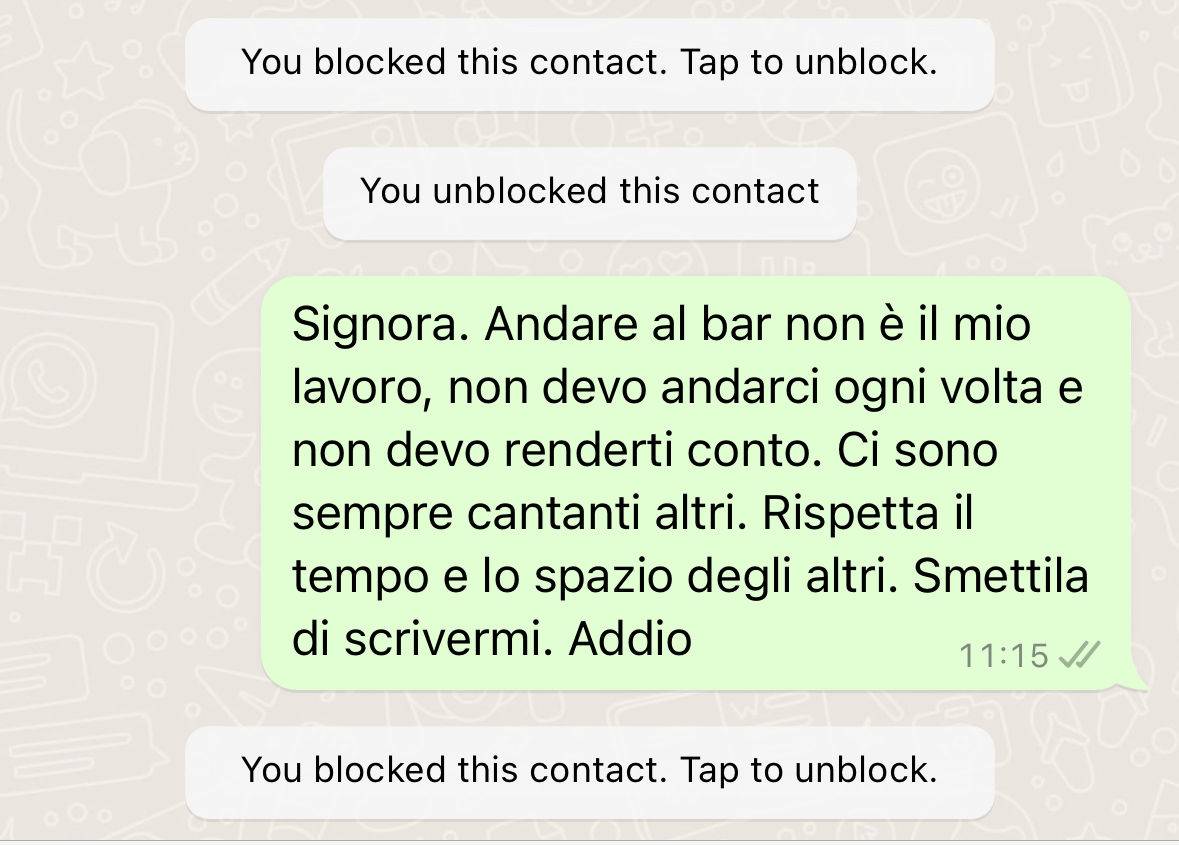 You blocked this contact. Tap to unblock.
You unblocked this contact
Signora. Andare al bar non è il mio
lavoro, non devo andarci ogni volta e
non devo renderti conto. Ci sono
sempre cantanti altri. Rispetta il
tempo e lo spazio degli altri. Smettila
di scrivermi. Addio
11:15
You blocked this contact. Tap to unblock.